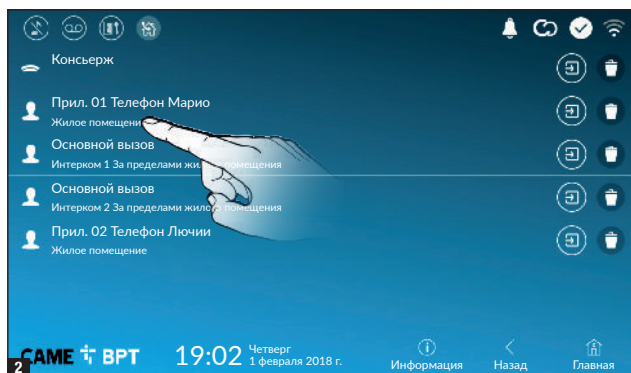 Консьерж
Прил. 01 Телефон Марио
Жилое помещение
Основной вызов
Интерком 1 За пределами жилого помещения
Основной вызов
Интерком 2 За пределами жилого помещения
Прил. 02 Телефон Лючии
Жилое помещение
CAME BPT
19:02
Четверг
1 февраля 2018 г.
Информация
Назад
Главная
2